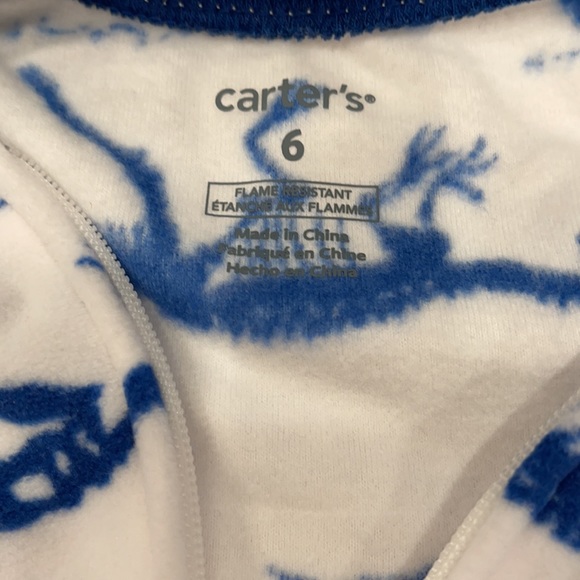 carter's®
6
FLAME RESISTANT
ÉTANCHE AUX FLAMMES
Made in China
Fabriqué en Chine
Hecho en China